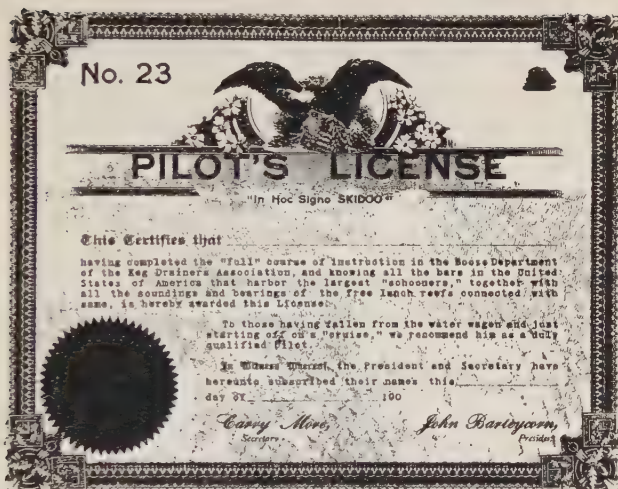 No. 23
PILOT'S LICENSE
"In Hoc Signo SKIDOO"
This Certifies that
having completed the "full" course of instruction in the Booze Department
of the Keg Drainers Association, and knowing all the bars in the United
States of America that harbor the largest "schooners," together with
all the soundings and bearings of the free lunch reefs connected with
same, is hereby awarded this License:
To those having fallen from the water wagon and just
starting off on a "cruise," we recommend him as a duly
qualified Pilot.
In Witness Whereof, the President and Secretary have
hereunto subscribed their names this
day of 190
Carry More, John Barleycorn,
Secretary President